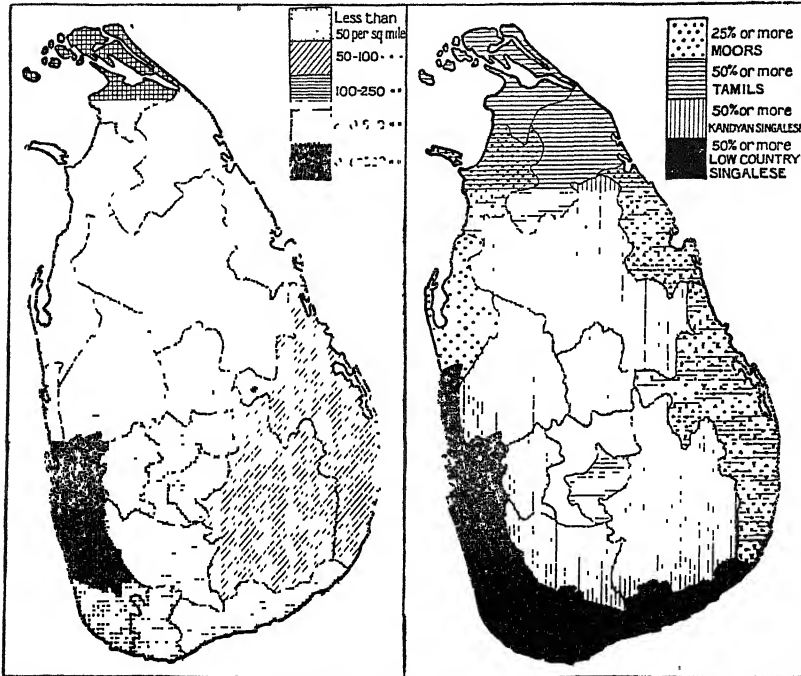 Less than
50 per sq mile
50-100
100-250
25% or more
MOORS
50% or more
TAMILS
50% or more
KANDYAN SINGALESE
50% or more
LOW COUNTRY
SINGALESE